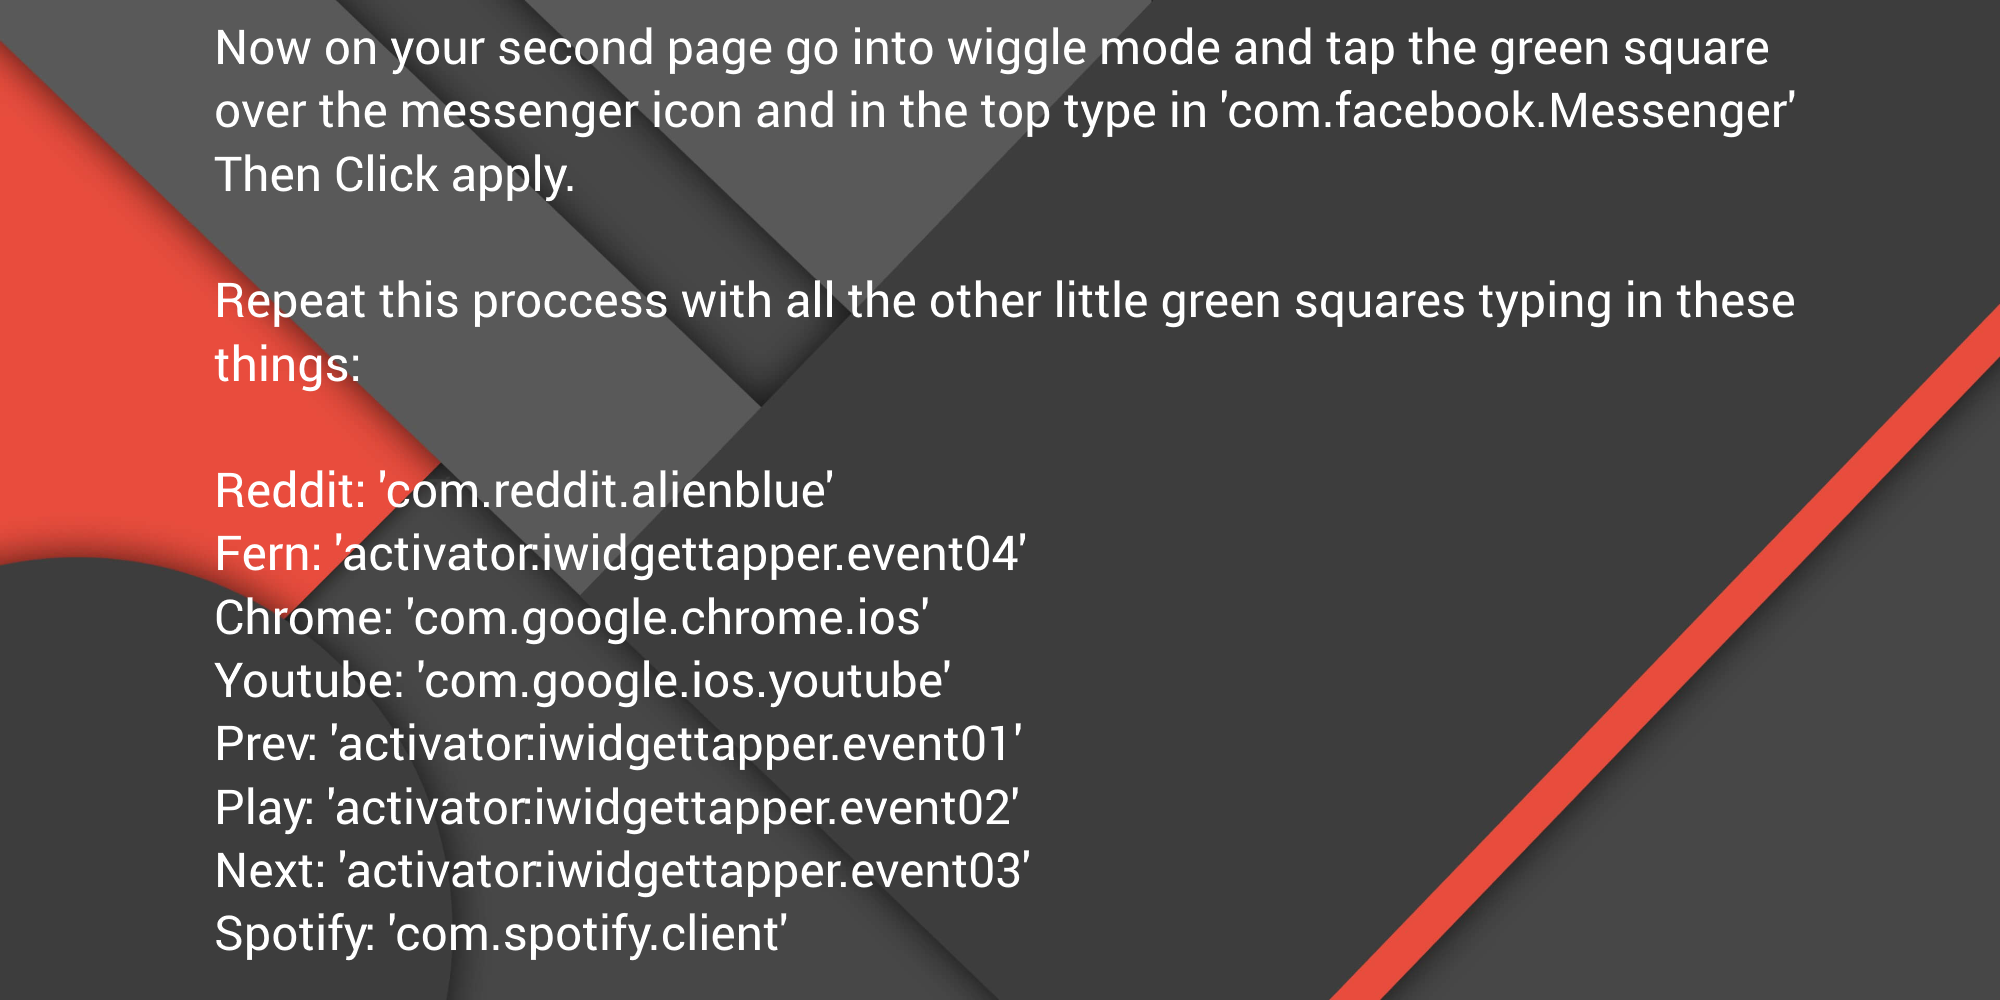 Now on your second page go into wiggle mode and tap the green square
over the messenger icon and in the top type in 'com.facebook.Messenger'
Then Click apply.
Repeat this proccess with all the other little green squares typing in these
things:
Reddit: 'com.reddit.alienblue'
Fern: 'activator:iwidgettapper.event04'
Chrome: 'com.google.chrome.ios'
Youtube: 'com.google.ios.youtube'
Prev: 'activator:iwidgettapper.event01'
Play: 'activator:iwidgettapper.event02'
Next: 'activator:iwidgettapper.event03'
Spotify: 'com.spotify.client'